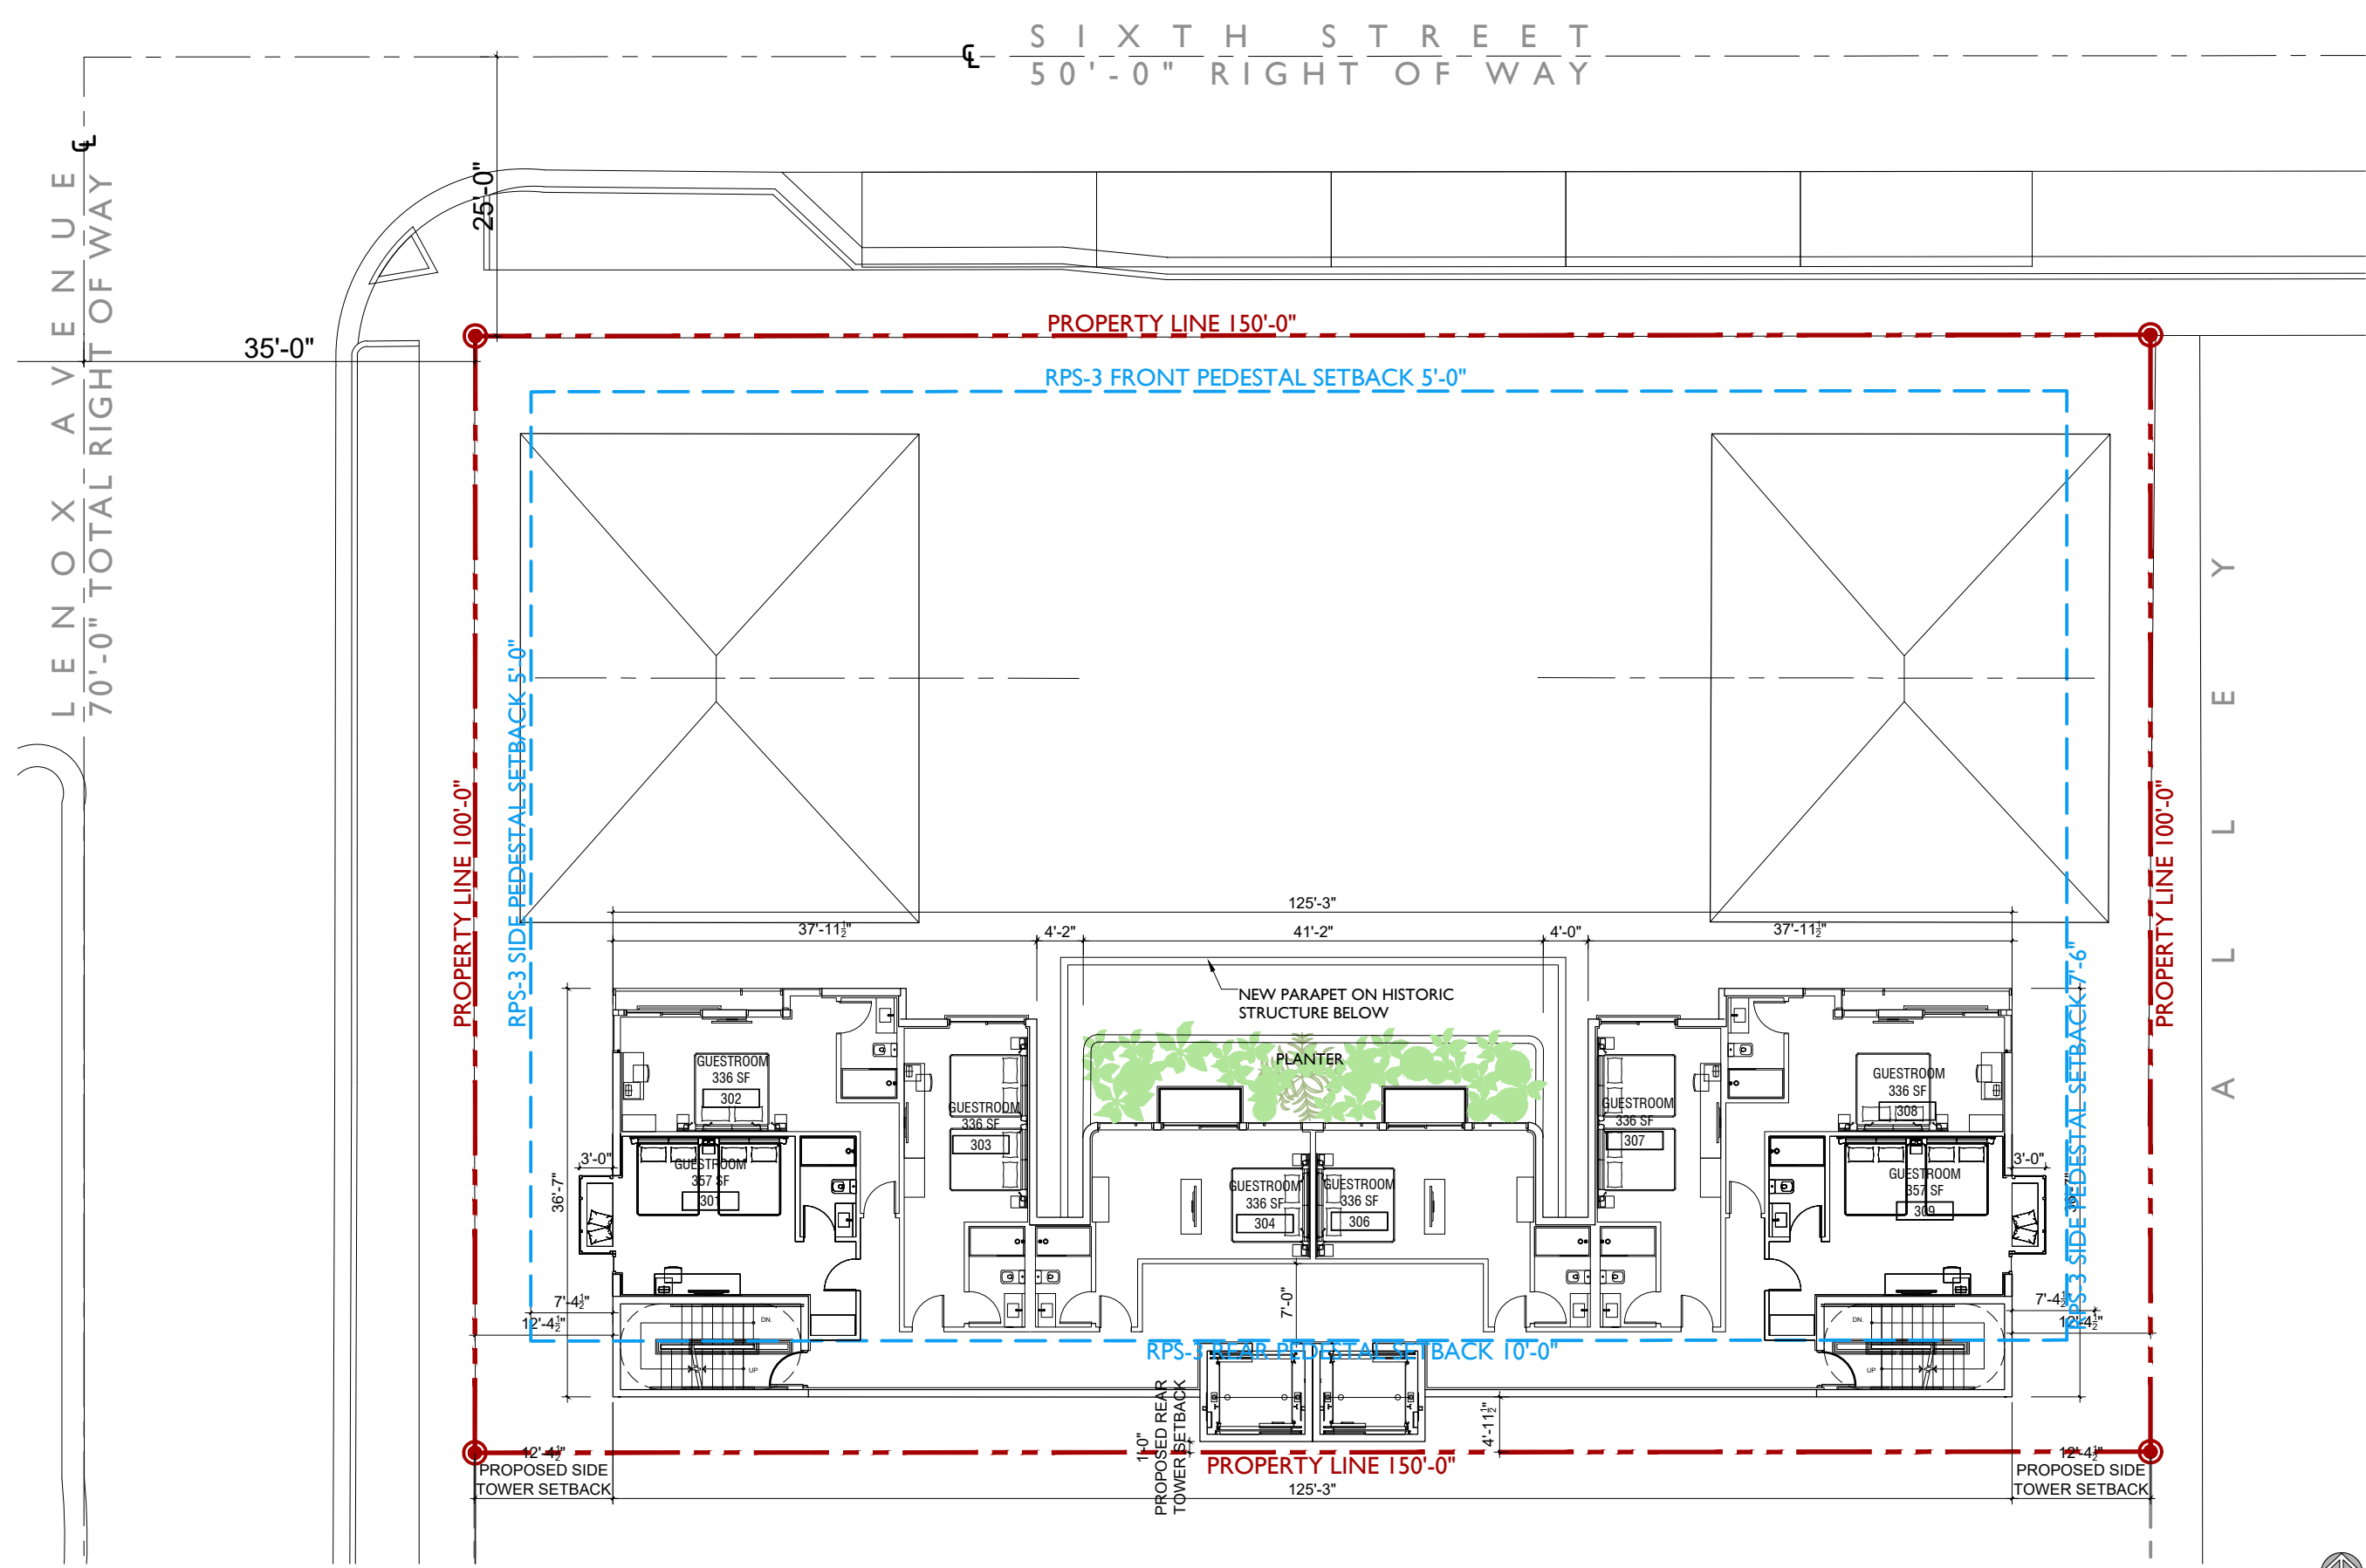 SIXTH STREET
50'-0" RIGHT OF WAY
LENOX AVENUE
70'-0" TOTAL RIGHT OF WAY
25'-0"
35'-0"
PROPERTY LINE 150'-0"
RPS-3 FRONT PEDESTAL SETBACK 5'-0"
PROPERTY LINE 100'-0"
RPS-3 SIDE PEDESTAL SETBACK 5'-0"
RPS-3 SIDE PEDESTAL SETBACK 7'-6"
PROPERTY LINE 100'-0"
ALLEY
125'-3"
37'-11½"
4'-2"
41'-2"
4'-0"
37'-11½"
NEW PARAPET ON HISTORIC
STRUCTURE BELOW
PLANTER
GUESTROOM
336 SF
302
GUESTROOM
336 SF
303
GUESTROOM
336 SF
307
GUESTROOM
336 SF
308
3'-0"
36'-7"
GUESTROOM
357 SF
301
GUESTROOM
336 SF
304
GUESTROOM
336 SF
306
GUESTROOM
357 SF
309
3'-0"
7'-4½"
12'-4½"
DN.
UP
7'-0"
DN.
UP
7'-4½"
12'-4½"
RPS-3 REAR PEDESTAL SETBACK 10'-0"
1'-0"
PROPOSED REAR
TOWER SETBACK
4'-11½"
12'-4½"
PROPOSED SIDE
TOWER SETBACK
PROPERTY LINE 150'-0"
125'-3"
12'-4½"
PROPOSED SIDE
TOWER SETBACK